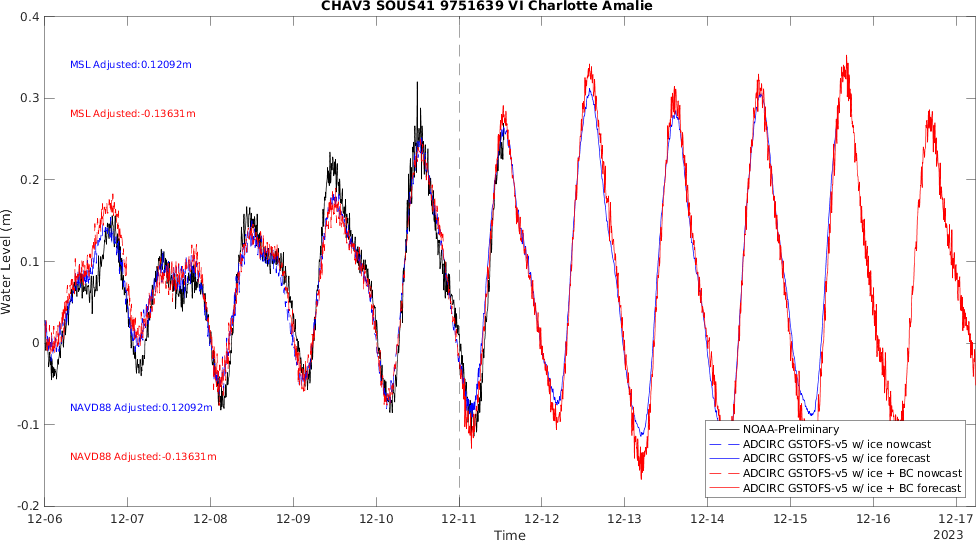 CHAV3 SOUS41 9751639 VI Charlotte Amalie
0.4
0.3
0.2
0.1
0
-0.1
-0.2
Water Level (m)
MSL Adjusted:0.12092m
MSL Adjusted:-0.13631m
NAVD88 Adjusted:0.12092m
NAVD88 Adjusted:-0.13631m
NOAA-Preliminary
ADCIRC GSTOFS-v5 w/ ice nowcast
ADCIRC GSTOFS-v5 w/ ice forecast
ADCIRC GSTOFS-v5 w/ ice + BC nowcast
ADCIRC GSTOFS-v5 w/ ice + BC forecast
12-06 12-07 12-08 12-09 12-10 12-11 12-12 12-13 12-14 12-15 12-16 12-17
Time
2023